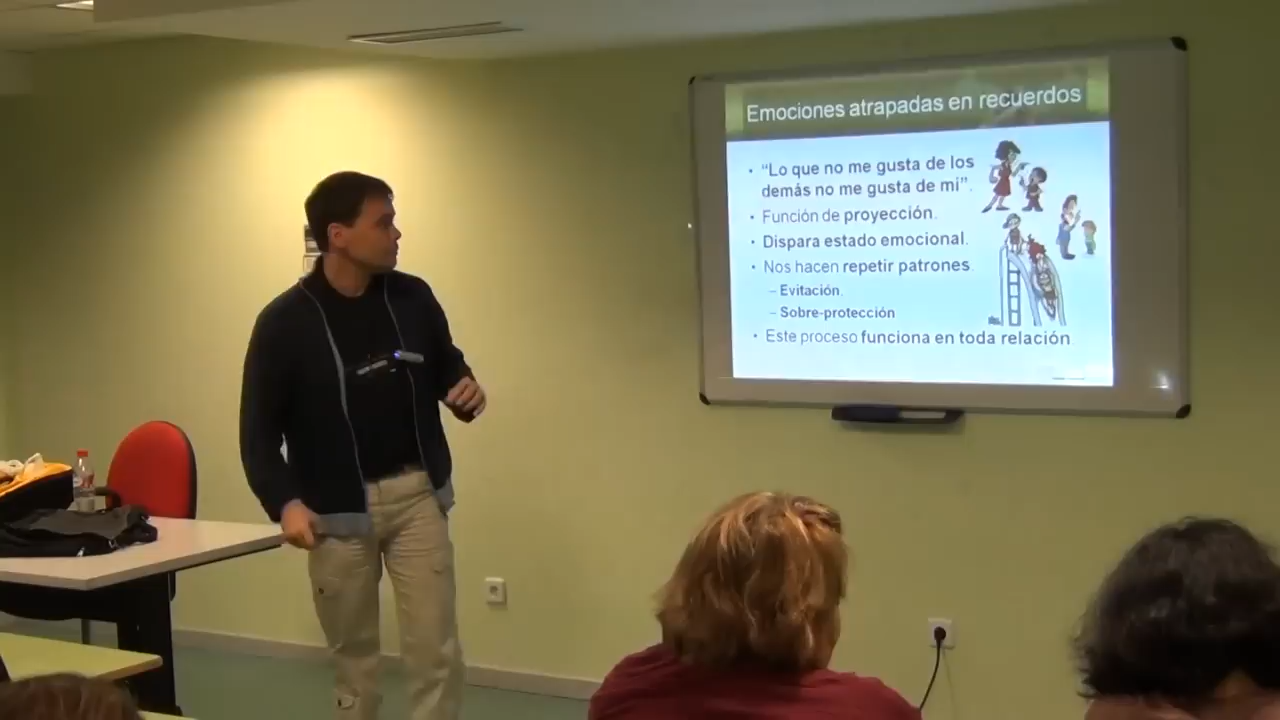 Emociones atrapadas en recuerdos
• “Lo que no me gusta de los
demás no me gusta de mí”.
• Función de proyección.
• Dispara estado emocional.
• Nos hacen repetir patrones.
– Evitación.
– Sobre-protección
• Este proceso funciona en toda relación.